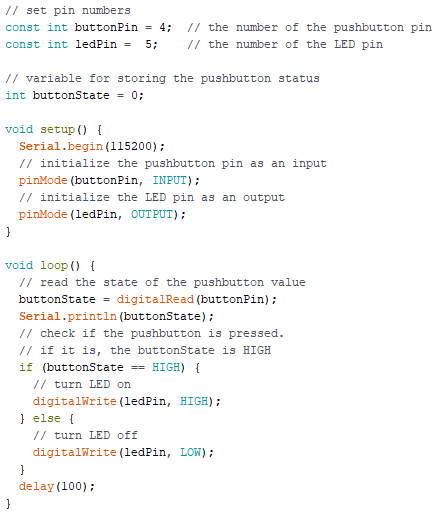 // set pin numbers
const int buttonPin = 4;  // the number of the pushbutton pin
const int ledPin =  5;    // the number of the LED pin

// variable for storing the pushbutton status
int buttonState = 0;

void setup() {
  Serial.begin(115200);
  // initialize the pushbutton pin as an input
  pinMode(buttonPin, INPUT);
  // initialize the LED pin as an output
  pinMode(ledPin, OUTPUT);
}

void loop() {
  // read the state of the pushbutton value
  buttonState = digitalRead(buttonPin);
  Serial.println(buttonState);
  // check if the pushbutton is pressed.
  // if it is, the buttonState is HIGH
  if (buttonState == HIGH) {
    // turn LED on
    digitalWrite(ledPin, HIGH);
  } else {
    // turn LED off
    digitalWrite(ledPin, LOW);
  }
  delay(100);
}